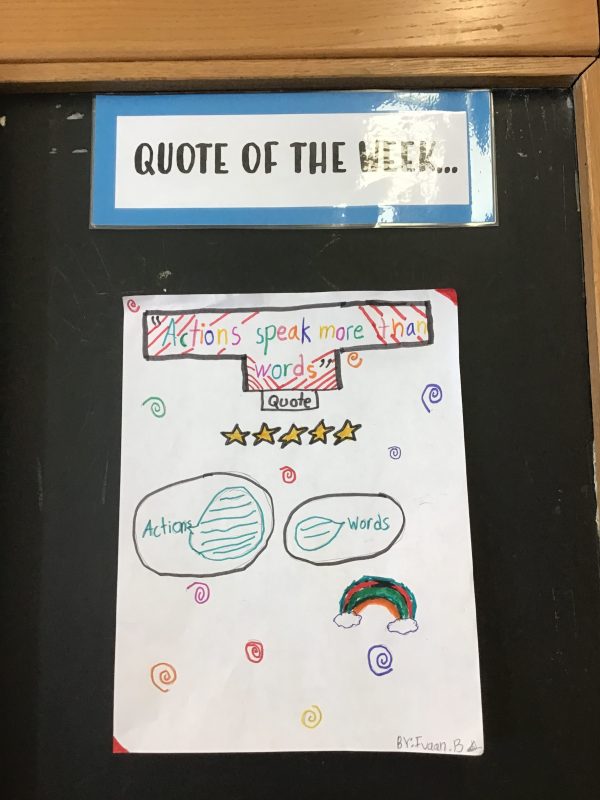 QUOTE OF THE WEEK...
"Actions speak more than
words"
Quote
Actions
Words
BY: Ivaan.B